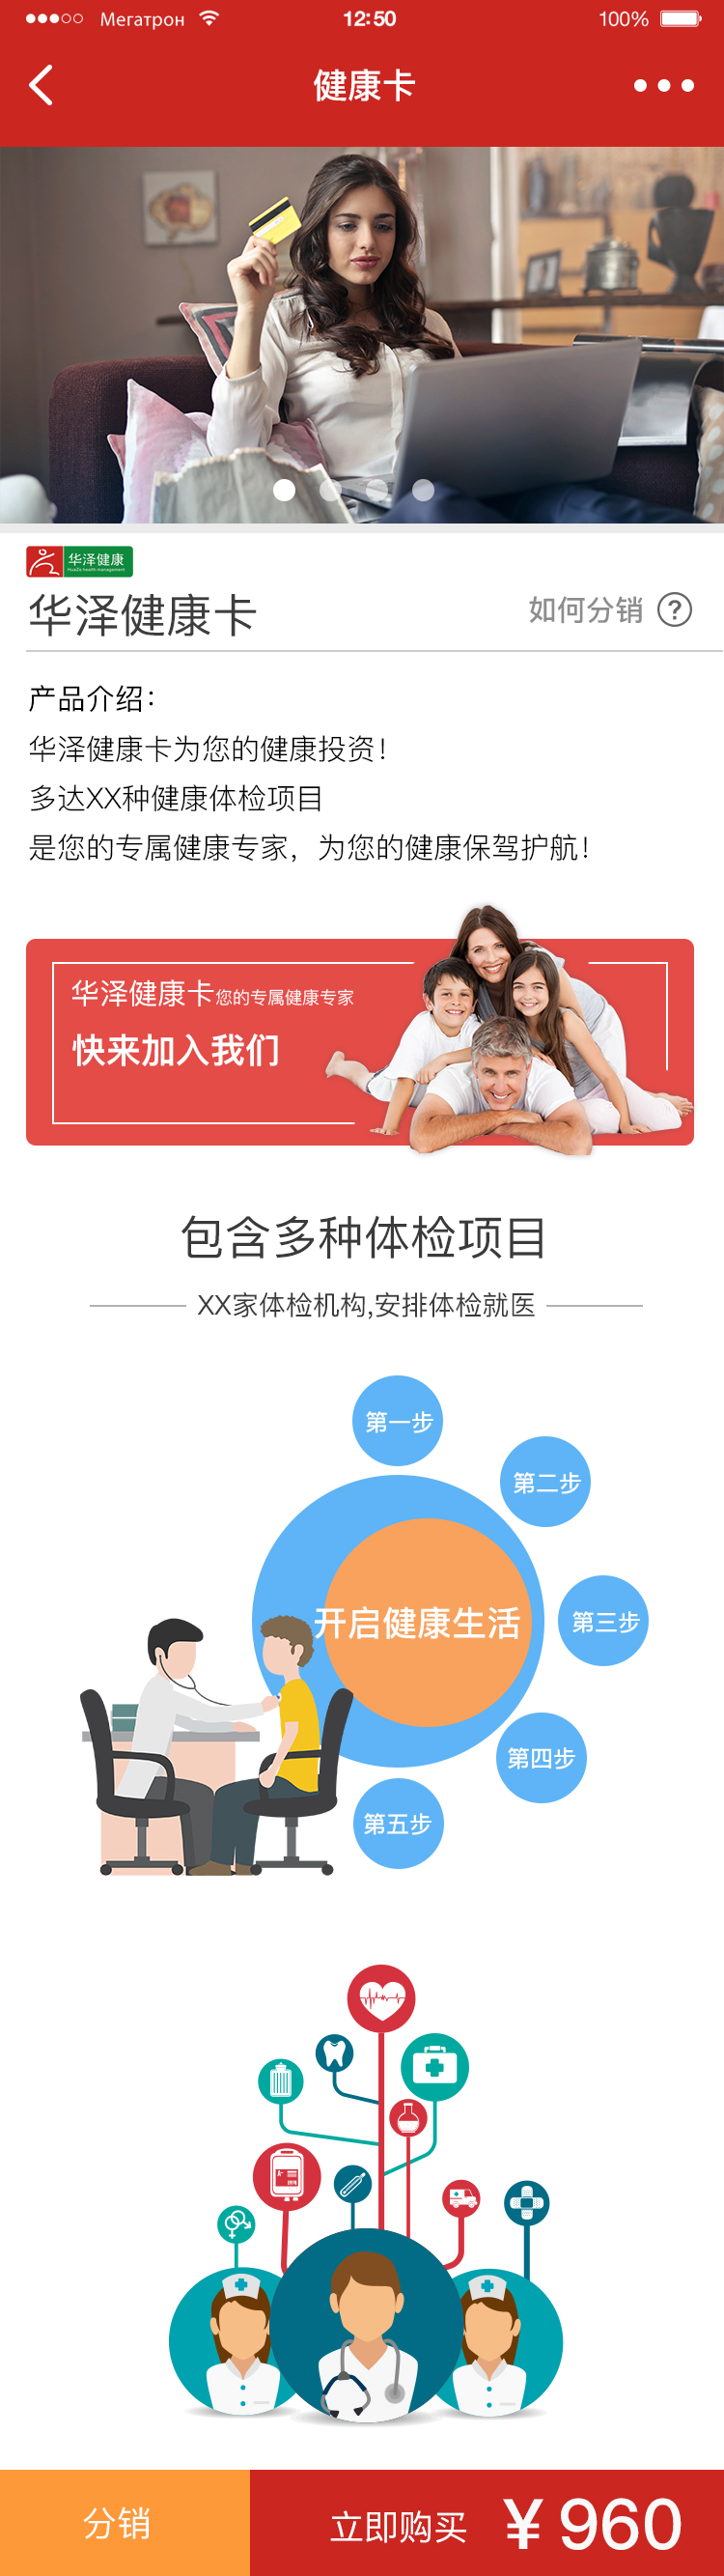 Мегатрон 12:50 100%
健康卡
华泽健康
HuaZe health management
华泽健康卡
如何分销 ?
产品介绍：
华泽健康卡为您的健康投资！
多达XX种健康体检项目
是您的专属健康专家，为您的健康保驾护航！
华泽健康卡您的专属健康专家
快来加入我们
包含多种体检项目
XX家体检机构,安排体检就医
第一步
第二步
开启健康生活
第三步
第四步
第五步
分销
立即购买 ￥960